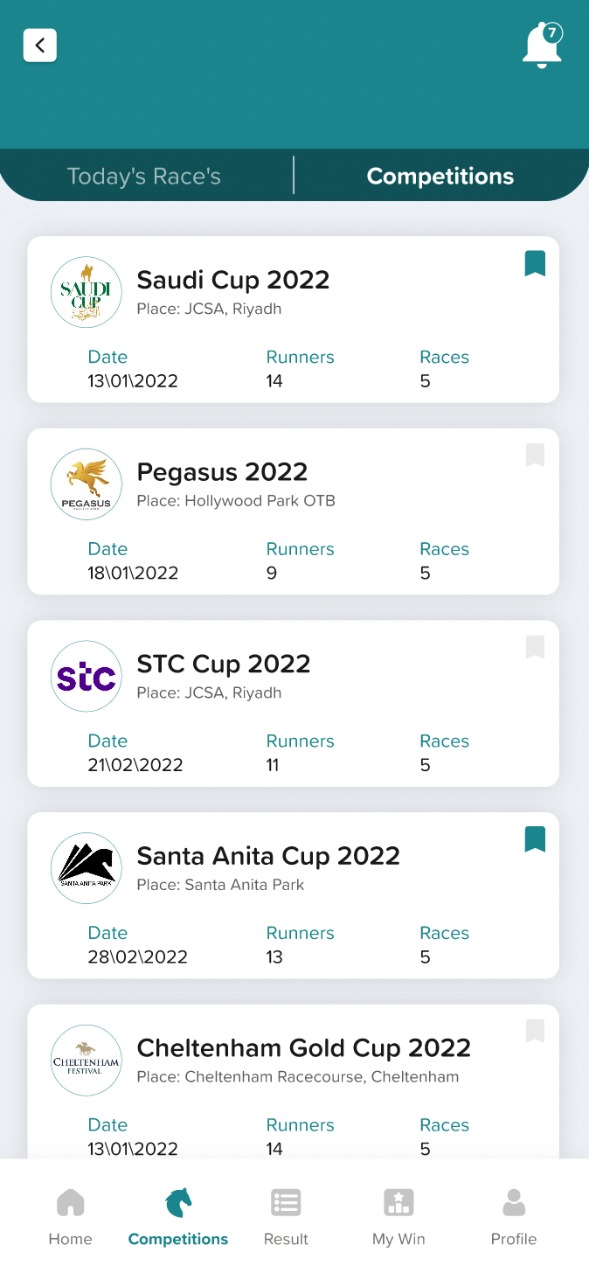 7
Today's Race's
Competitions
SAUDI
CUP
Saudi Cup 2022
Place: JCSA, Riyadh
Date Runners Races
13\01\2022 14 5
PEGASUS
Pegasus 2022
Place: Hollywood Park OTB
Date Runners Races
18\01\2022 9 5
stc
STC Cup 2022
Place: JCSA, Riyadh
Date Runners Races
21\02\2022 11 5
SANTA ANITA PARK
Santa Anita Cup 2022
Place: Santa Anita Park
Date Runners Races
28\02\2022 13 5
CHELTENHAM
FESTIVAL
Cheltenham Gold Cup 2022
Place: Cheltenham Racecourse, Cheltenham
Date Runners Races
13\01\2022 14 5
Home Competitions Result My Win Profile